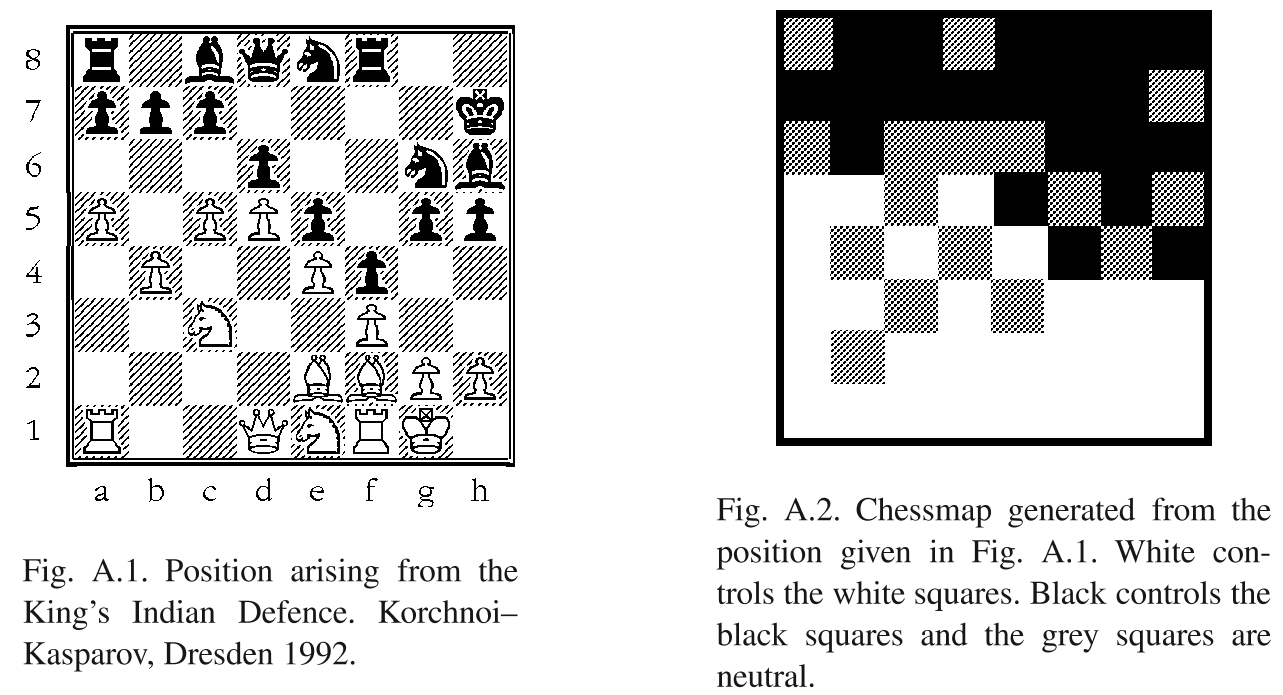 8
7
6
5
4
3
2
1
a b c d e f g h
Fig. A.1. Position arising from the
King's Indian Defence. Korchnoi–
Kasparov, Dresden 1992.
Fig. A.2. Chessmap generated from the
position given in Fig. A.1. White con-
trols the white squares. Black controls the
black squares and the grey squares are
neutral.